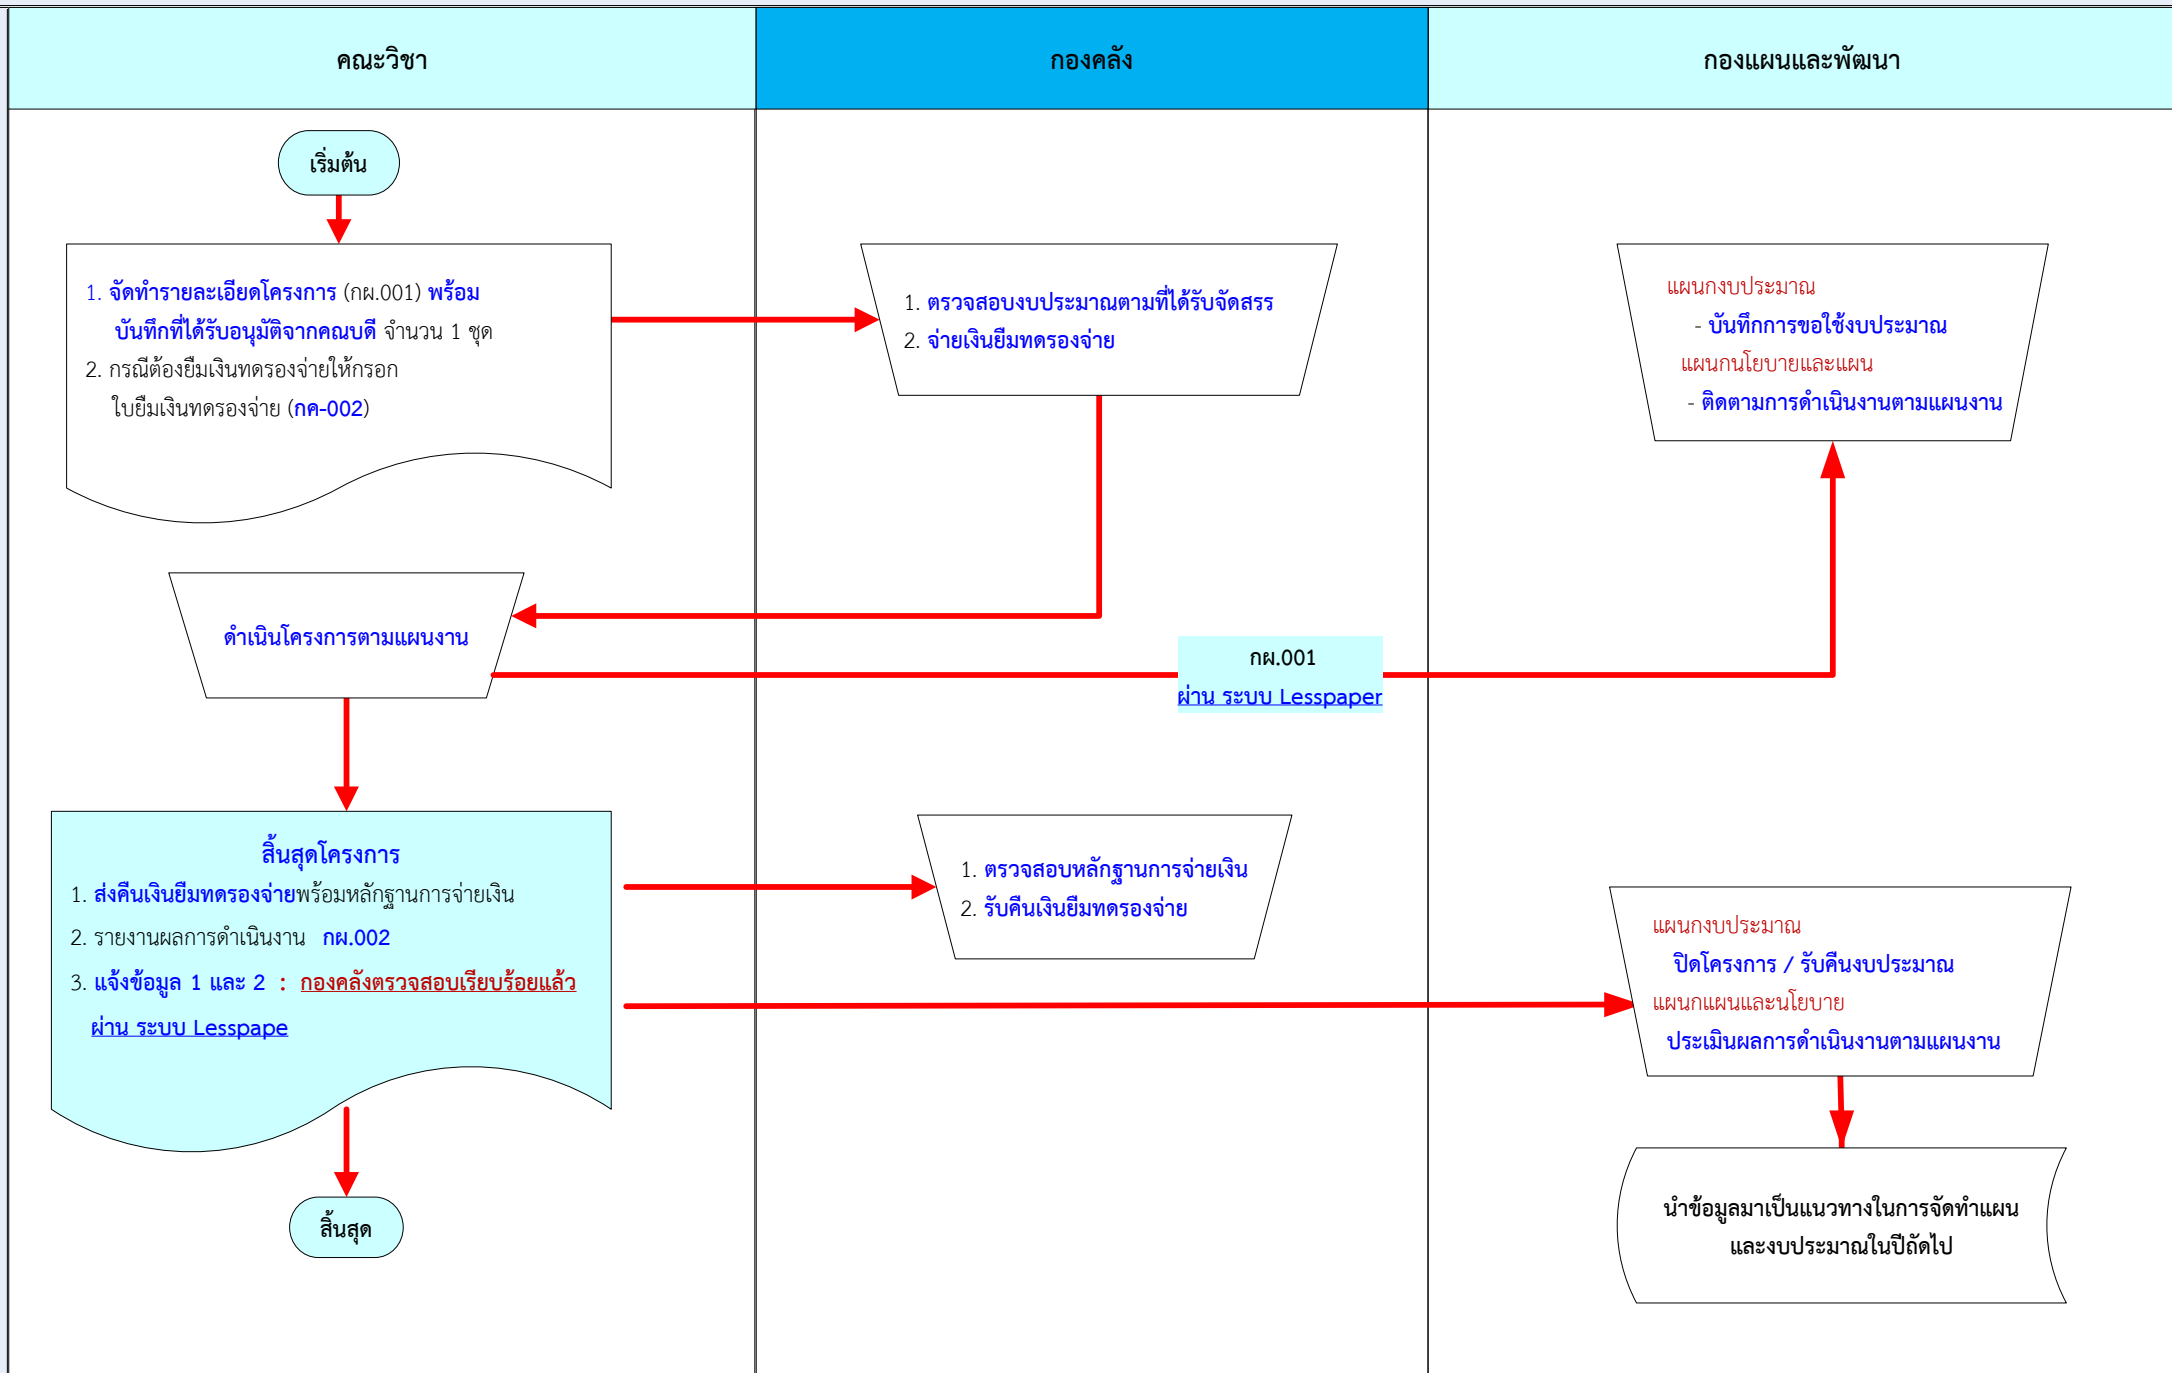 คณะวิชา
กองคลัง
กองแผนและพัฒนา
เริ่มต้น
1. จัดทำรายละเอียดโครงการ (กผ.001) พร้อม
บันทึกที่ได้รับอนุมัติจากคณบดี จำนวน 1 ชุด
2. กรณีต้องยืมเงินทดรองจ่ายให้กรอก
ใบยืมเงินทดรองจ่าย (กค-002)
1. ตรวจสอบงบประมาณตามที่ได้รับจัดสรร
2. จ่ายเงินยืมทดรองจ่าย
แผนกงบประมาณ
- บันทึกการขอใช้งบประมาณ
แผนกนโยบายและแผน
- ติดตามการดำเนินงานตามแผนงาน
ดำเนินโครงการตามแผนงาน
กผ.001
ผ่าน ระบบ Lesspaper
สิ้นสุดโครงการ
1. ส่งคืนเงินยืมทดรองจ่ายพร้อมหลักฐานการจ่ายเงิน
2. รายงานผลการดำเนินงาน กผ.002
3. แจ้งข้อมูล 1 และ 2 : กองคลังตรวจสอบเรียบร้อยแล้ว
ผ่าน ระบบ Lesspape
1. ตรวจสอบหลักฐานการจ่ายเงิน
2. รับคืนเงินยืมทดรองจ่าย
แผนกงบประมาณ
ปิดโครงการ / รับคืนงบประมาณ
แผนกแผนและนโยบาย
ประเมินผลการดำเนินงานตามแผนงาน
สิ้นสุด
นำข้อมูลมาเป็นแนวทางในการจัดทำแผน
และงบประมาณในปีถัดไป